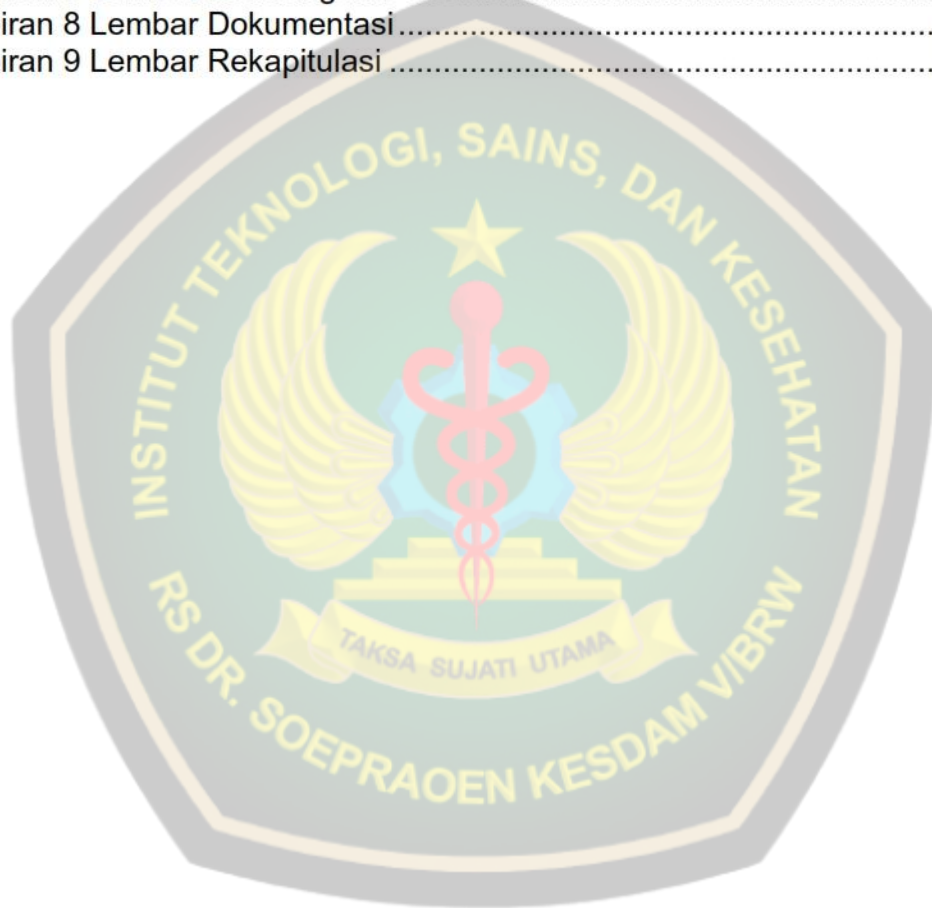 iran 8 Lembar Dokumentasi................................................................
iran 9 Lembar Rekapitulasi ................................................................
INSTITUT TEKNOLOGI, SAINS, DAN KESEHATAN
TAKSA SUJATI UTAMA
RS DR. SOEPRAOEN KESDAM V/BRW